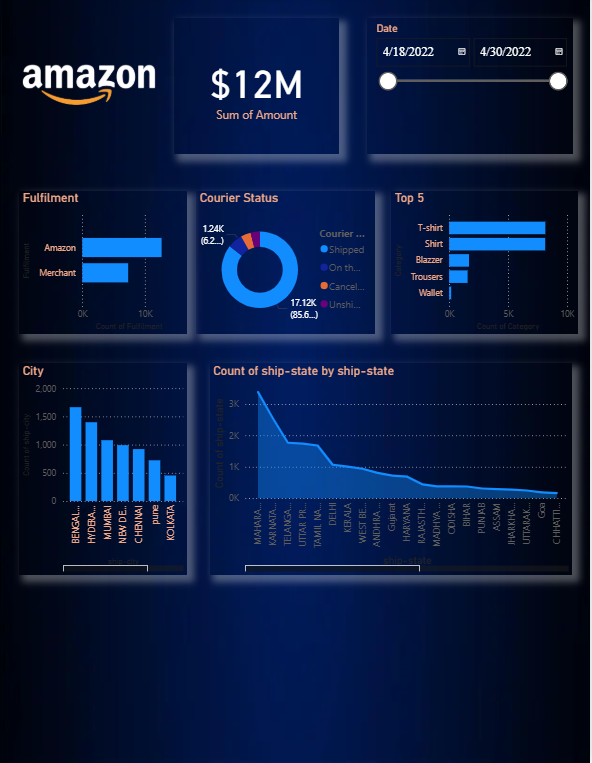 amazon
$12M
Sum of Amount
Date
4/18/2022
4/30/2022
Fulfilment
Fulfilment
Amazon
Merchant
0K 10K
Count of Fulfilment
Courier Status
1.24K
(6.2...)
17.12K
(85.6...)
Courier ...
Shipped
On th...
Cancel...
Unshi...
Top 5
Category
T-shirt
Shirt
Blazzer
Trousers
Wallet
0K 5K 10K
Count of Category
City
Count of ship-city
2,000
1,500
1,000
500
0
BENGAL...
HYDERA...
MUMBAI
NEW DE...
CHENNAI
pune
KOLKATA
ship-city
Count of ship-state by ship-state
Count of ship-state
3K
2K
1K
0K
MAHARA...
KARNATA...
TELANGA...
UTTAR PR...
TAMIL NA...
DELHI
KERALA
WEST BE...
ANDHRA...
Gujarat
HARYANA
RAJASTH...
MADHYA...
ODISHA
BIHAR
PUNJAB
ASSAM
JHARKHA...
UTTARAK...
Goa
CHHATTI...
ship-state